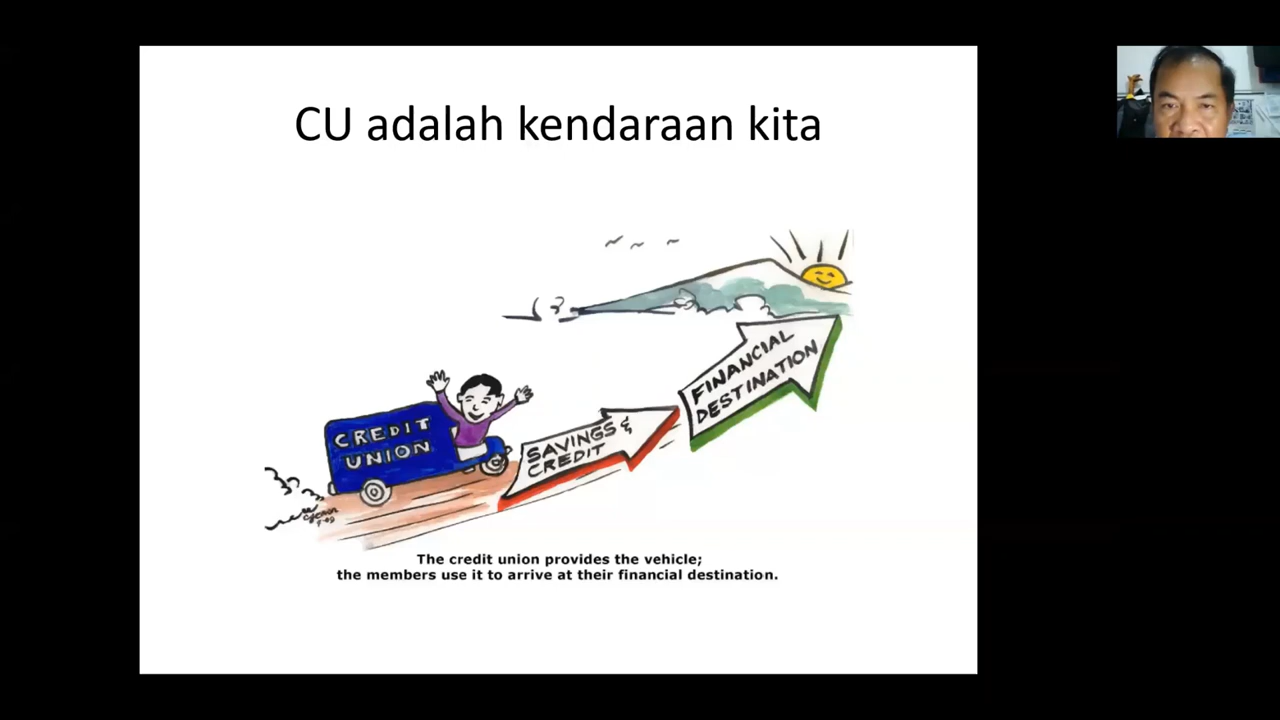 CU adalah kendaraan kita
FINANCIAL
DESTINATION
SAVINGS &
CREDIT
CREDIT
UNION
The credit union provides the vehicle;
the members use it to arrive at their financial destination.